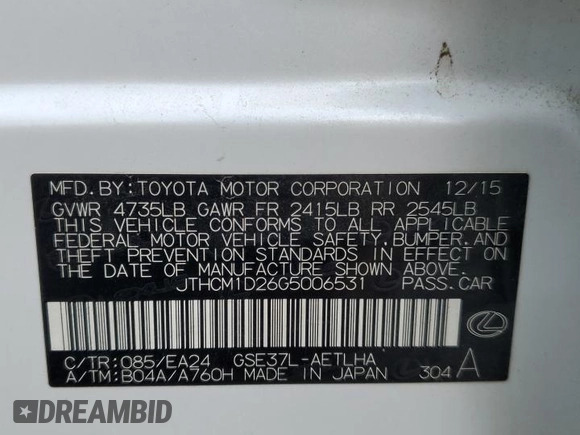 MFD.BY:TOYOTA MOTOR CORPORATION 12/15
GVWR 4735LB GAWR FR 2415LB RR 2545LB
THIS VEHICLE CONFORMS TO ALL APPLICABLE
FEDERAL MOTOR VEHICLE SAFETY,BUMPER,AND
THEFT PREVENTION STANDARDS IN EFFECT ON
THE DATE OF MANUFACTURE SHOWN ABOVE.
JTHCM1D26G5006531 PASS.CAR
C/TR:085/EA24 GSE37L-AETLHA
A/TM:B04A/A760H MADE IN JAPAN 304 A
DREAMBID